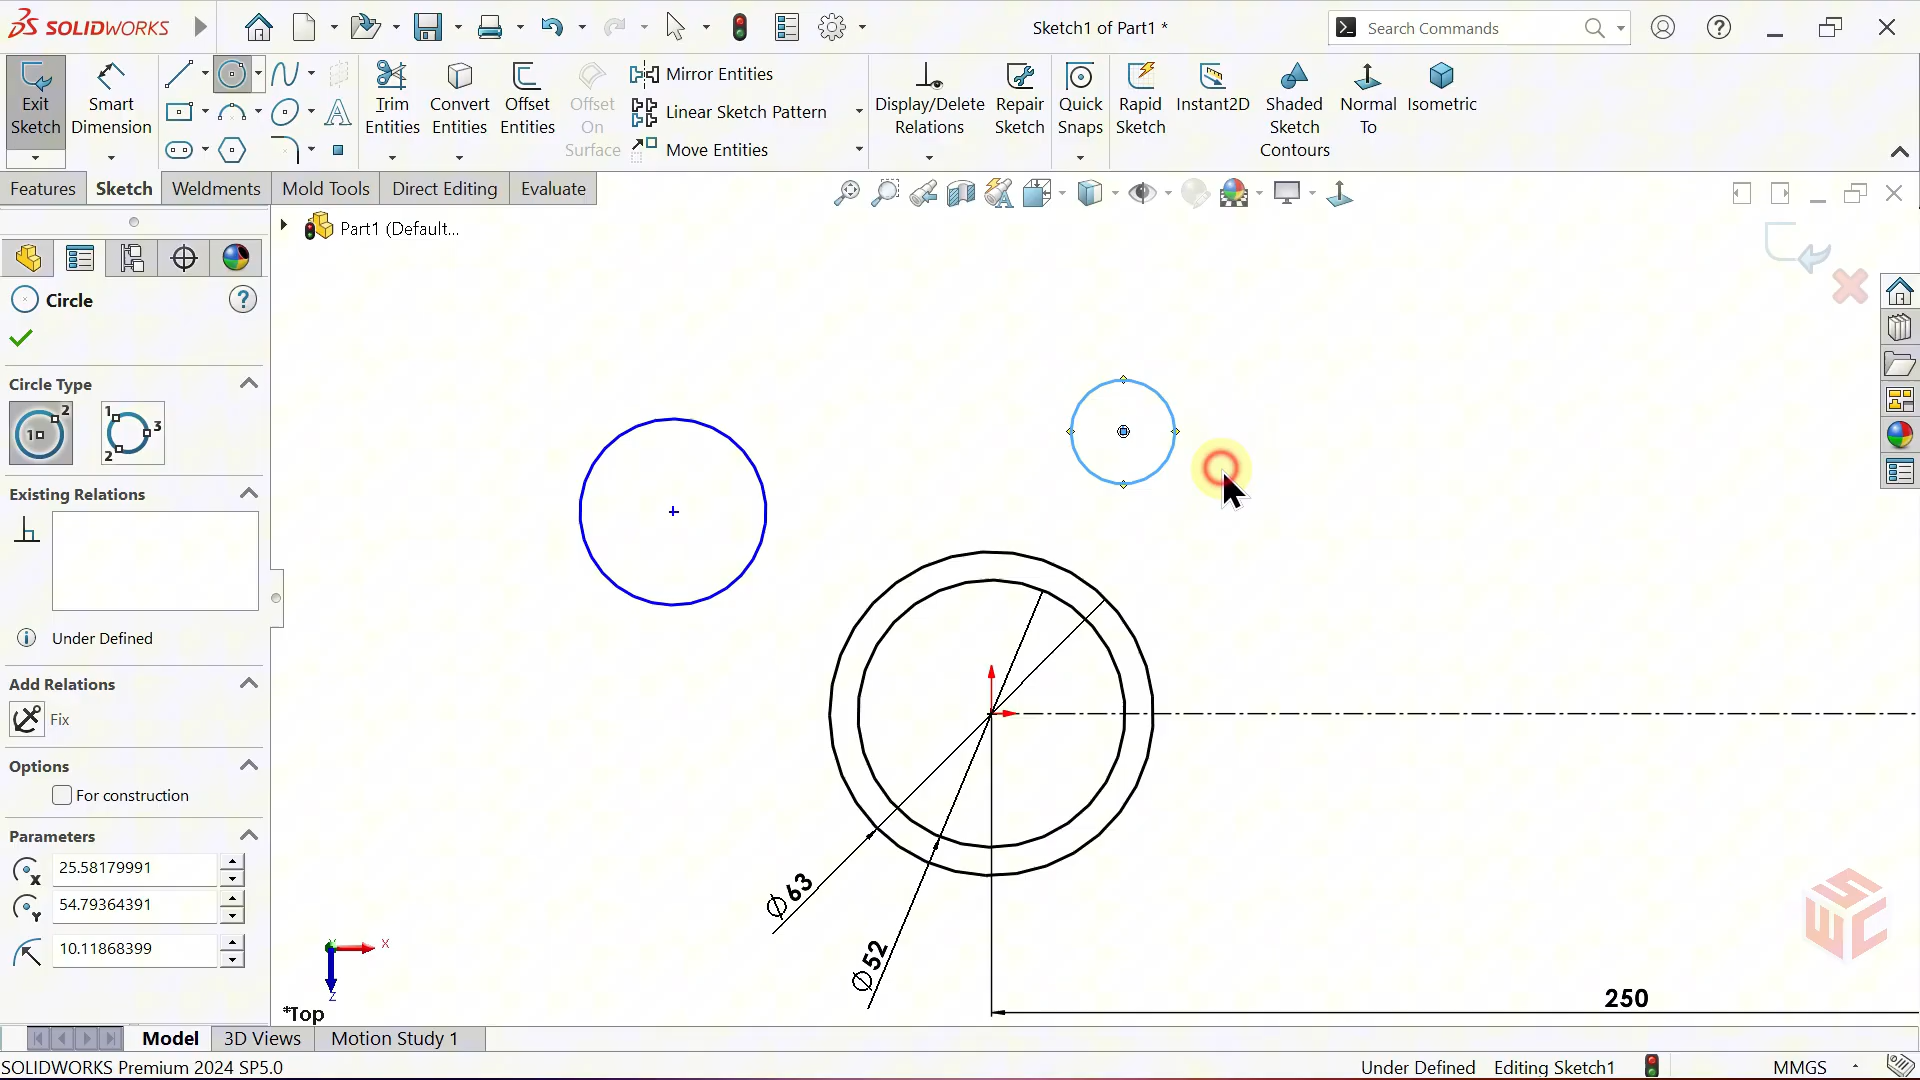 SOLIDWORKS
Sketch1 of Part1 *
Search Commands
Exit Sketch
Smart Dimension
Trim Entities
Convert Entities
Offset Entities
Offset On Surface
Mirror Entities
Linear Sketch Pattern
Move Entities
Display/Delete Relations
Repair Sketch
Quick Snaps
Rapid Sketch
Instant2D
Shaded Sketch Contours
Normal To
Isometric
Features
Sketch
Weldments
Mold Tools
Direct Editing
Evaluate
Part1 (Default...
Circle
Circle Type
Existing Relations
Under Defined
Add Relations
Fix
Options
For construction
Parameters
25.58179991
54.79364391
10.11868399
Ø63
Ø52
250
X
Z
*Top
Model
3D Views
Motion Study 1
SOLIDWORKS Premium 2024 SP5.0
Under Defined
Editing Sketch1
MMGS